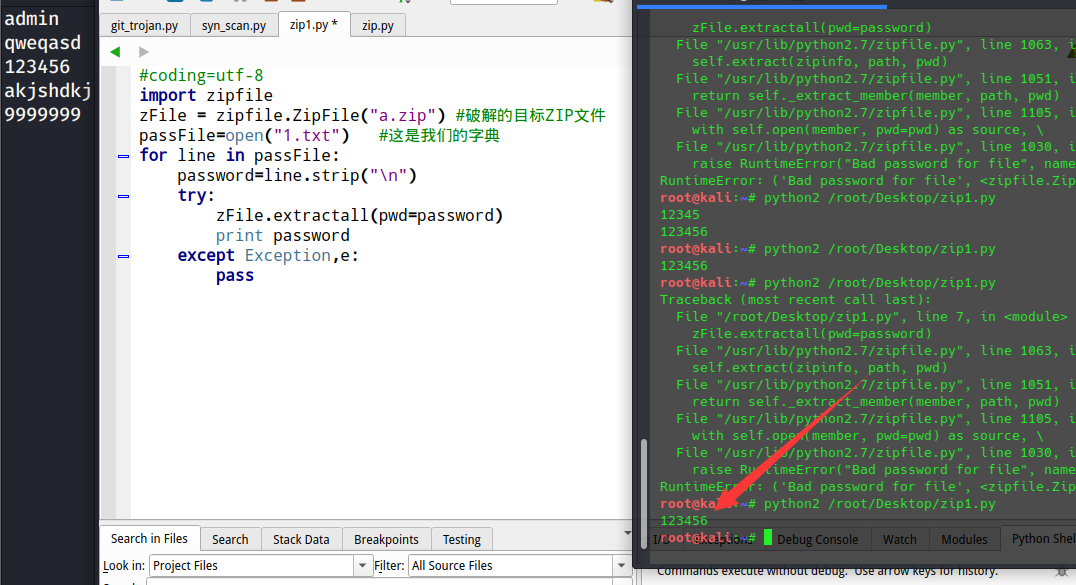 admin
qweqasd
123456
akjshdkj
9999999
git_trojan.py syn_scan.py zip1.py * zip.py
#coding=utf-8
import zipfile
zFile = zipfile.ZipFile("a.zip") #破解的目标ZIP文件
passFile=open("1.txt") #这是我们的字典
for line in passFile:
password=line.strip("\n")
try:
zFile.extractall(pwd=password)
print password
except Exception,e:
pass
Search in Files Search Stack Data Breakpoints Testing
Look in: Project Files Filter: All Source Files
zFile.extractall(pwd=password)
File "/usr/lib/python2.7/zipfile.py", line 1063, i
self.extract(zipinfo, path, pwd)
File "/usr/lib/python2.7/zipfile.py", line 1051, i
return self._extract_member(member, path, pwd)
File "/usr/lib/python2.7/zipfile.py", line 1105, i
with self.open(member, pwd=pwd) as source, \
File "/usr/lib/python2.7/zipfile.py", line 1030, i
raise RuntimeError("Bad password for file", name
RuntimeError: ('Bad password for file', <zipfile.Zip
root@kali:~# python2 /root/Desktop/zip1.py
12345
123456
root@kali:~# python2 /root/Desktop/zip1.py
123456
root@kali:~# python2 /root/Desktop/zip1.py
Traceback (most recent call last):
File "/root/Desktop/zip1.py", line 7, in <module>
zFile.extractall(pwd=password)
File "/usr/lib/python2.7/zipfile.py", line 1063, i
self.extract(zipinfo, path, pwd)
File "/usr/lib/python2.7/zipfile.py", line 1051, i
return self._extract_member(member, path, pwd)
File "/usr/lib/python2.7/zipfile.py", line 1105, i
with self.open(member, pwd=pwd) as source, \
File "/usr/lib/python2.7/zipfile.py", line 1030, i
raise RuntimeError("Bad password for file", name
RuntimeError: ('Bad password for file', <zipfile.Zip
root@kali:~# python2 /root/Desktop/zip1.py
123456
root@kali:~#
Debug Console Watch Modules Python Shel
Commands execute without debug. Use arrow keys for history.